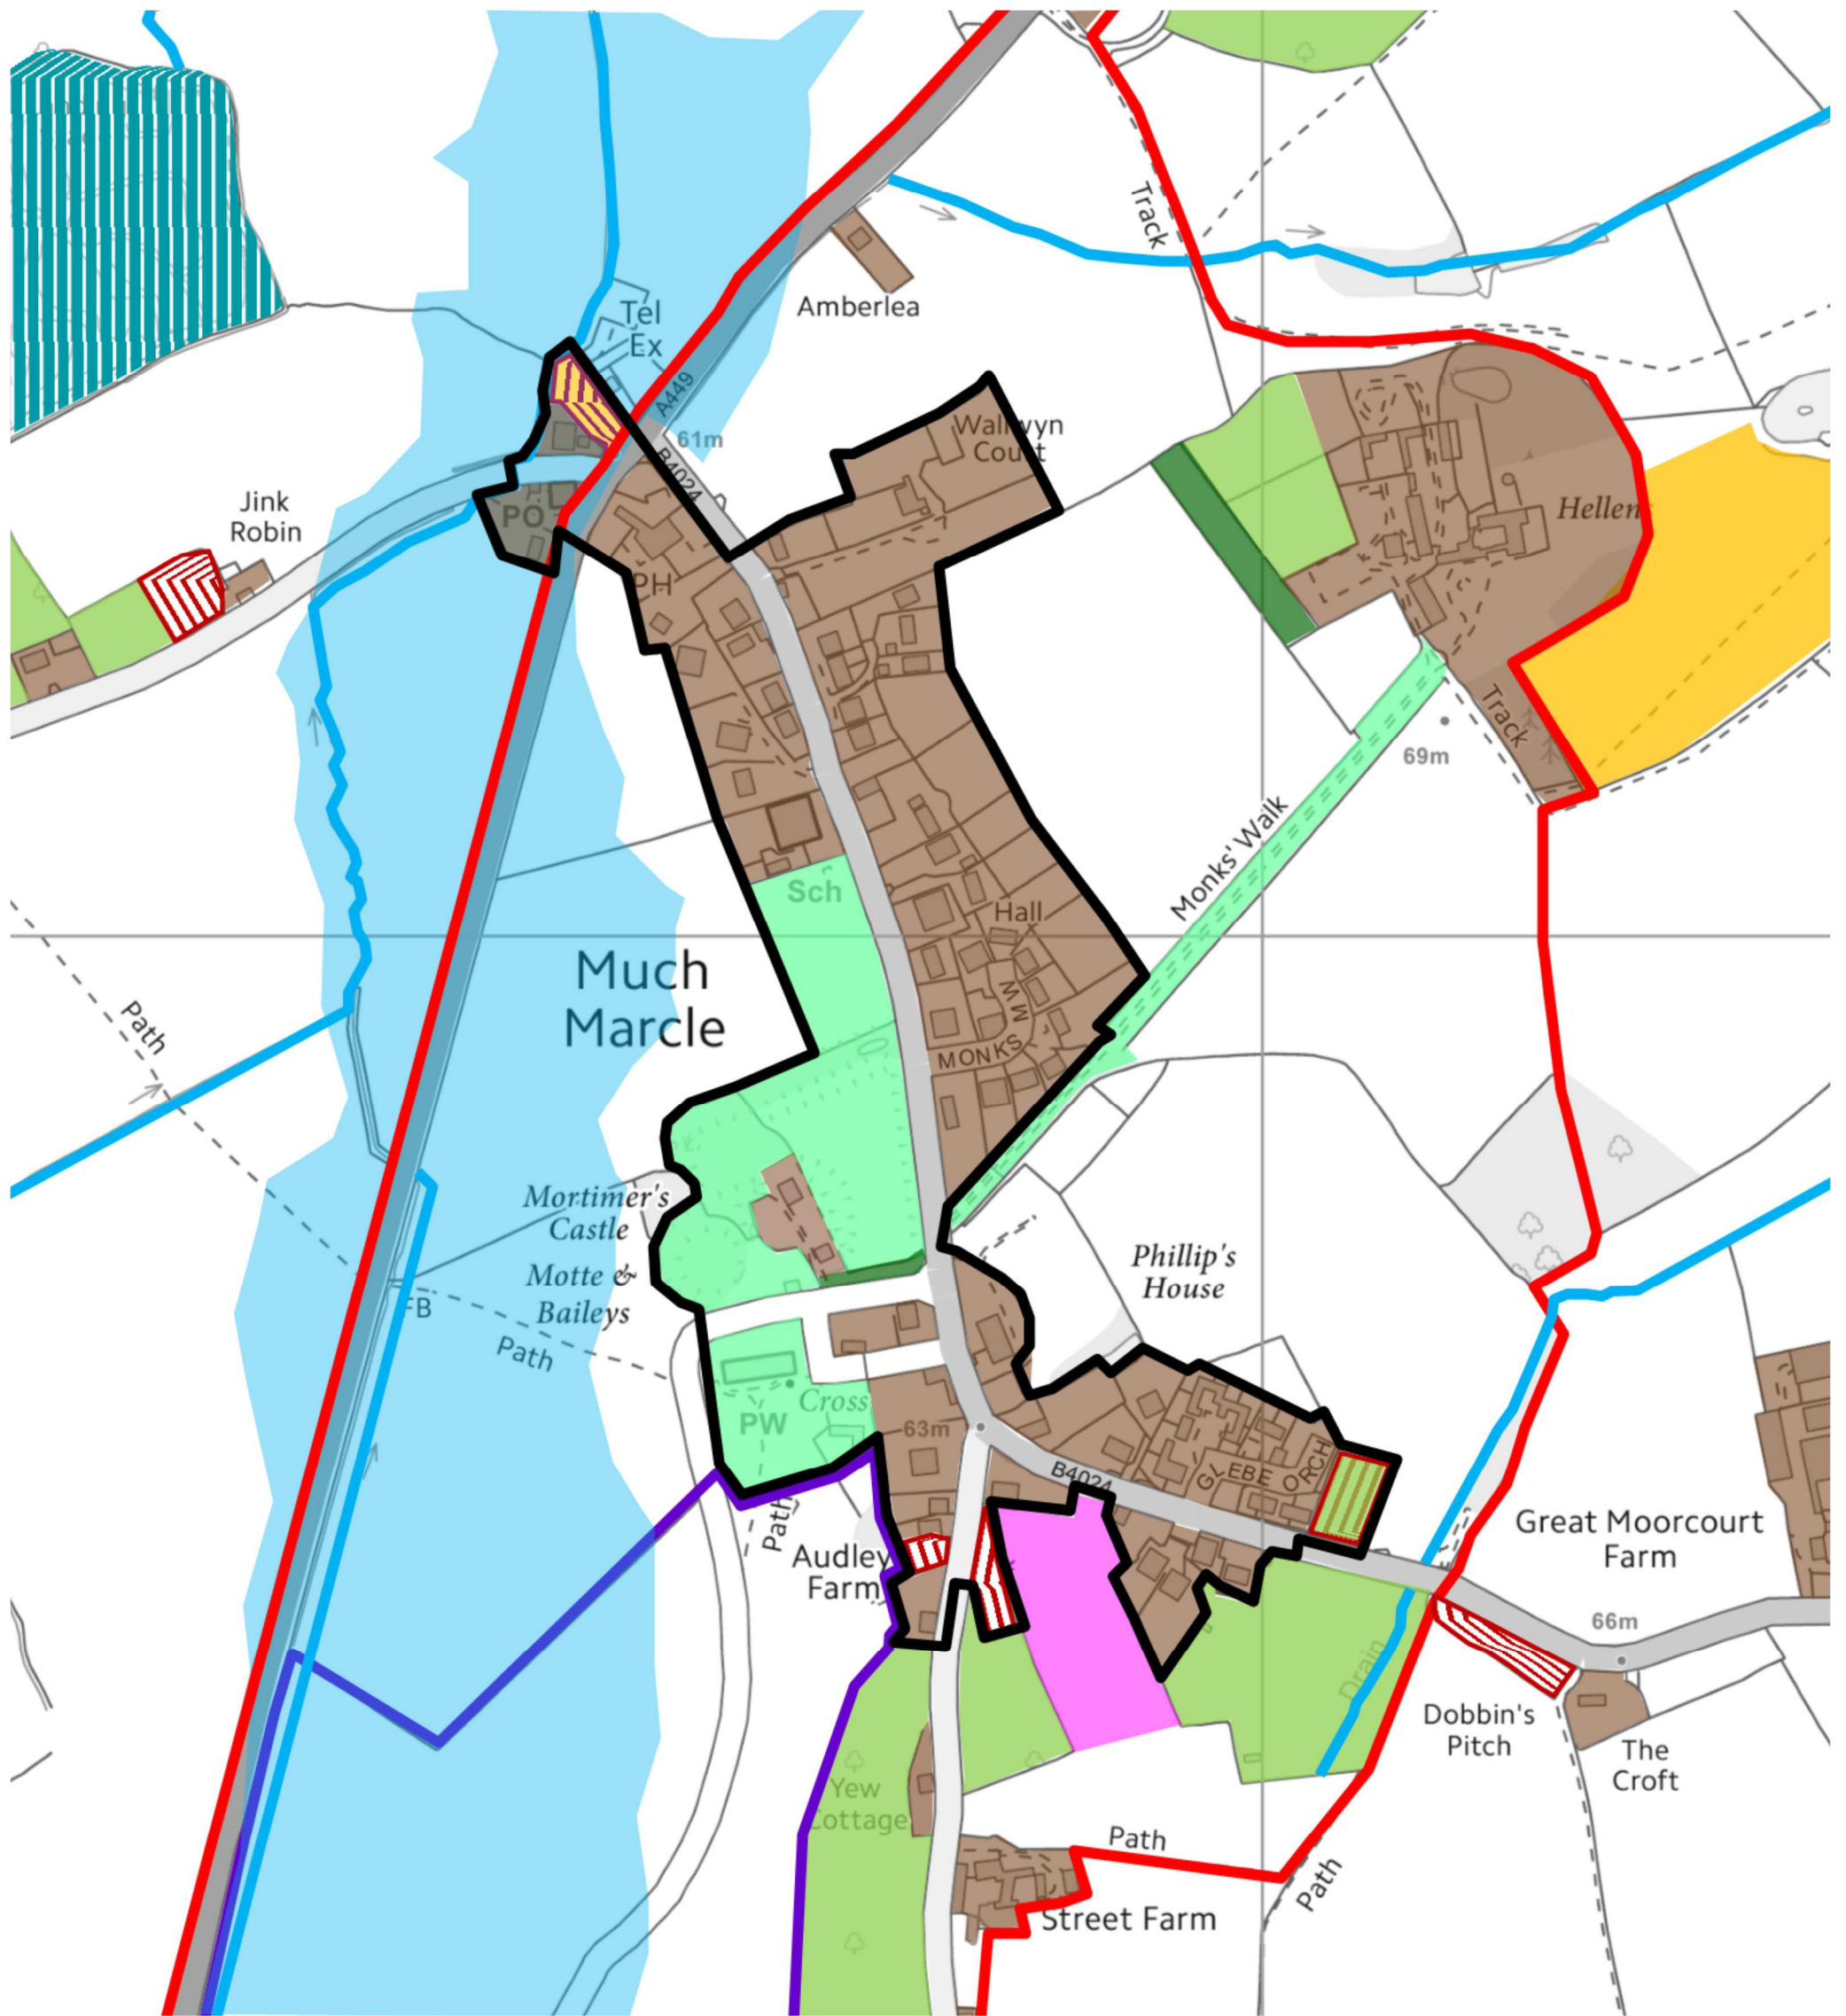 Track
Tel
Ex
Amberlea
A449
61m
B4024
Wallwyn
Court
Jink
Robin
PO
PH
Hellens
Track
69m
Monks' Walk
Sch
Hall
Much
Marcle
MW
MONKS
Path
Mortimer's
Castle
Motte &
Baileys
Phillip's
House
FB
Path
Cross
PW
63m
B4024
GLEBE ORCH
Path
Audley
Farm
Great Moorcourt
Farm
66m
Drain
Dobbin's
Pitch
The
Croft
Yew
Cottage
Path
Path
Street Farm